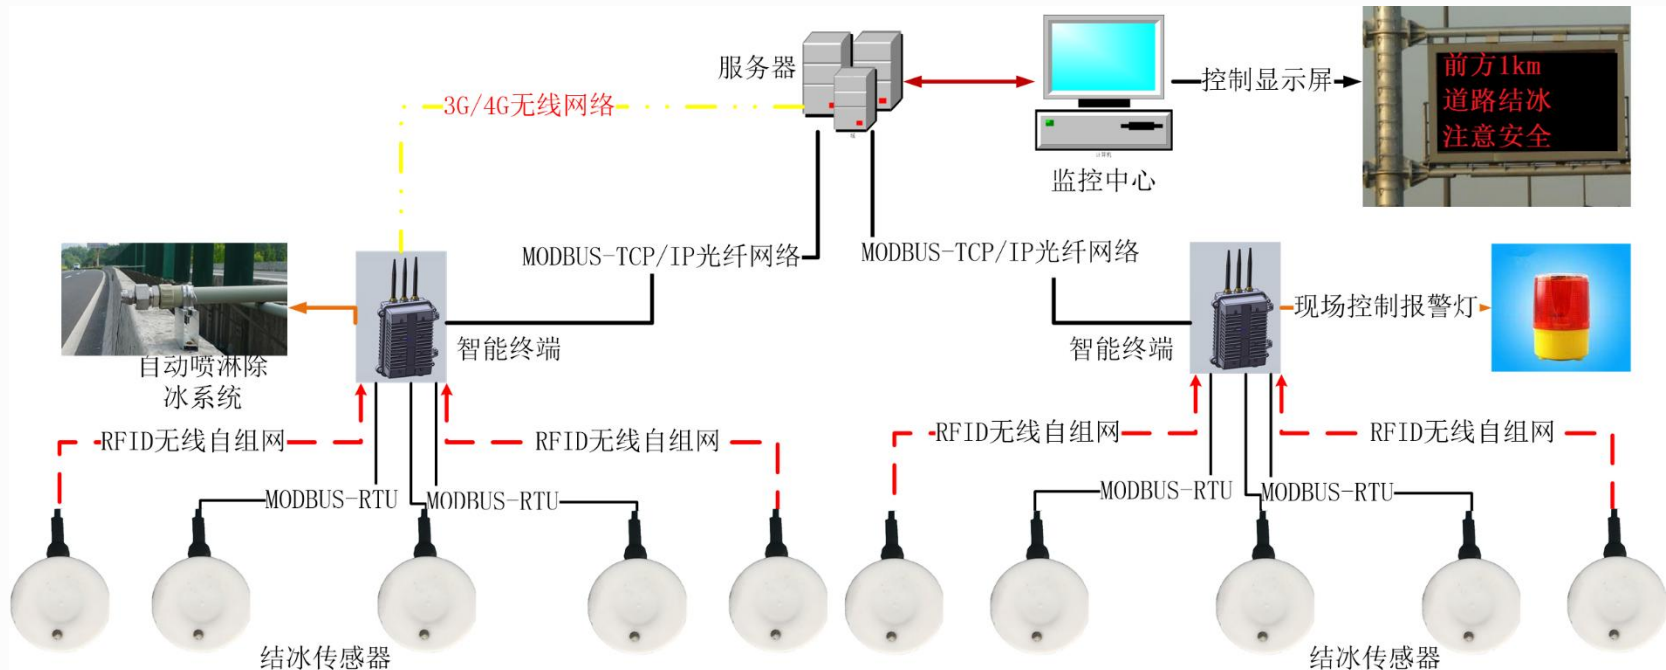 服务器
3G/4G无线网络
控制显示屏
前方1km
道路结冰
注意安全
计算机
监控中心
MODBUS-TCP/IP光纤网络
MODBUS-TCP/IP光纤网络
智能终端
智能终端
现场控制报警灯
自动喷淋除
冰系统
RFID无线自组网
RFID无线自组网
RFID无线自组网
RFID无线自组网
MODBUS-RTU
MODBUS-RTU
MODBUS-RTU
MODBUS-RTU
结冰传感器
结冰传感器